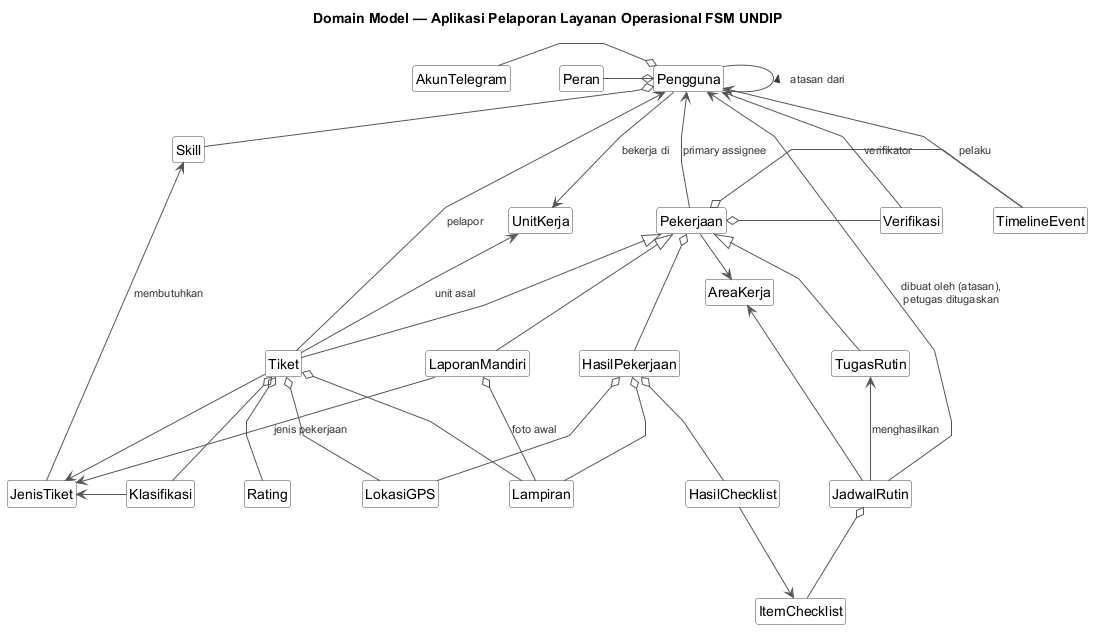 Domain Model — Aplikasi Pelaporan Layanan Operasional FSM UNDIP
AkunTelegram
Peran
Pengguna
atasan dari
Skill
bekerja di
primary assignee
verifikator
pelaku
pelapor
UnitKerja
Pekerjaan
Verifikasi
TimelineEvent
membutuhkan
unit asal
AreaKerja
dibuat oleh (atasan),
petugas ditugaskan
Tiket
LaporanMandiri
HasilPekerjaan
TugasRutin
jenis pekerjaan
foto awal
menghasilkan
JenisTiket
Klasifikasi
Rating
LokasiGPS
Lampiran
HasilChecklist
JadwalRutin
ItemChecklist